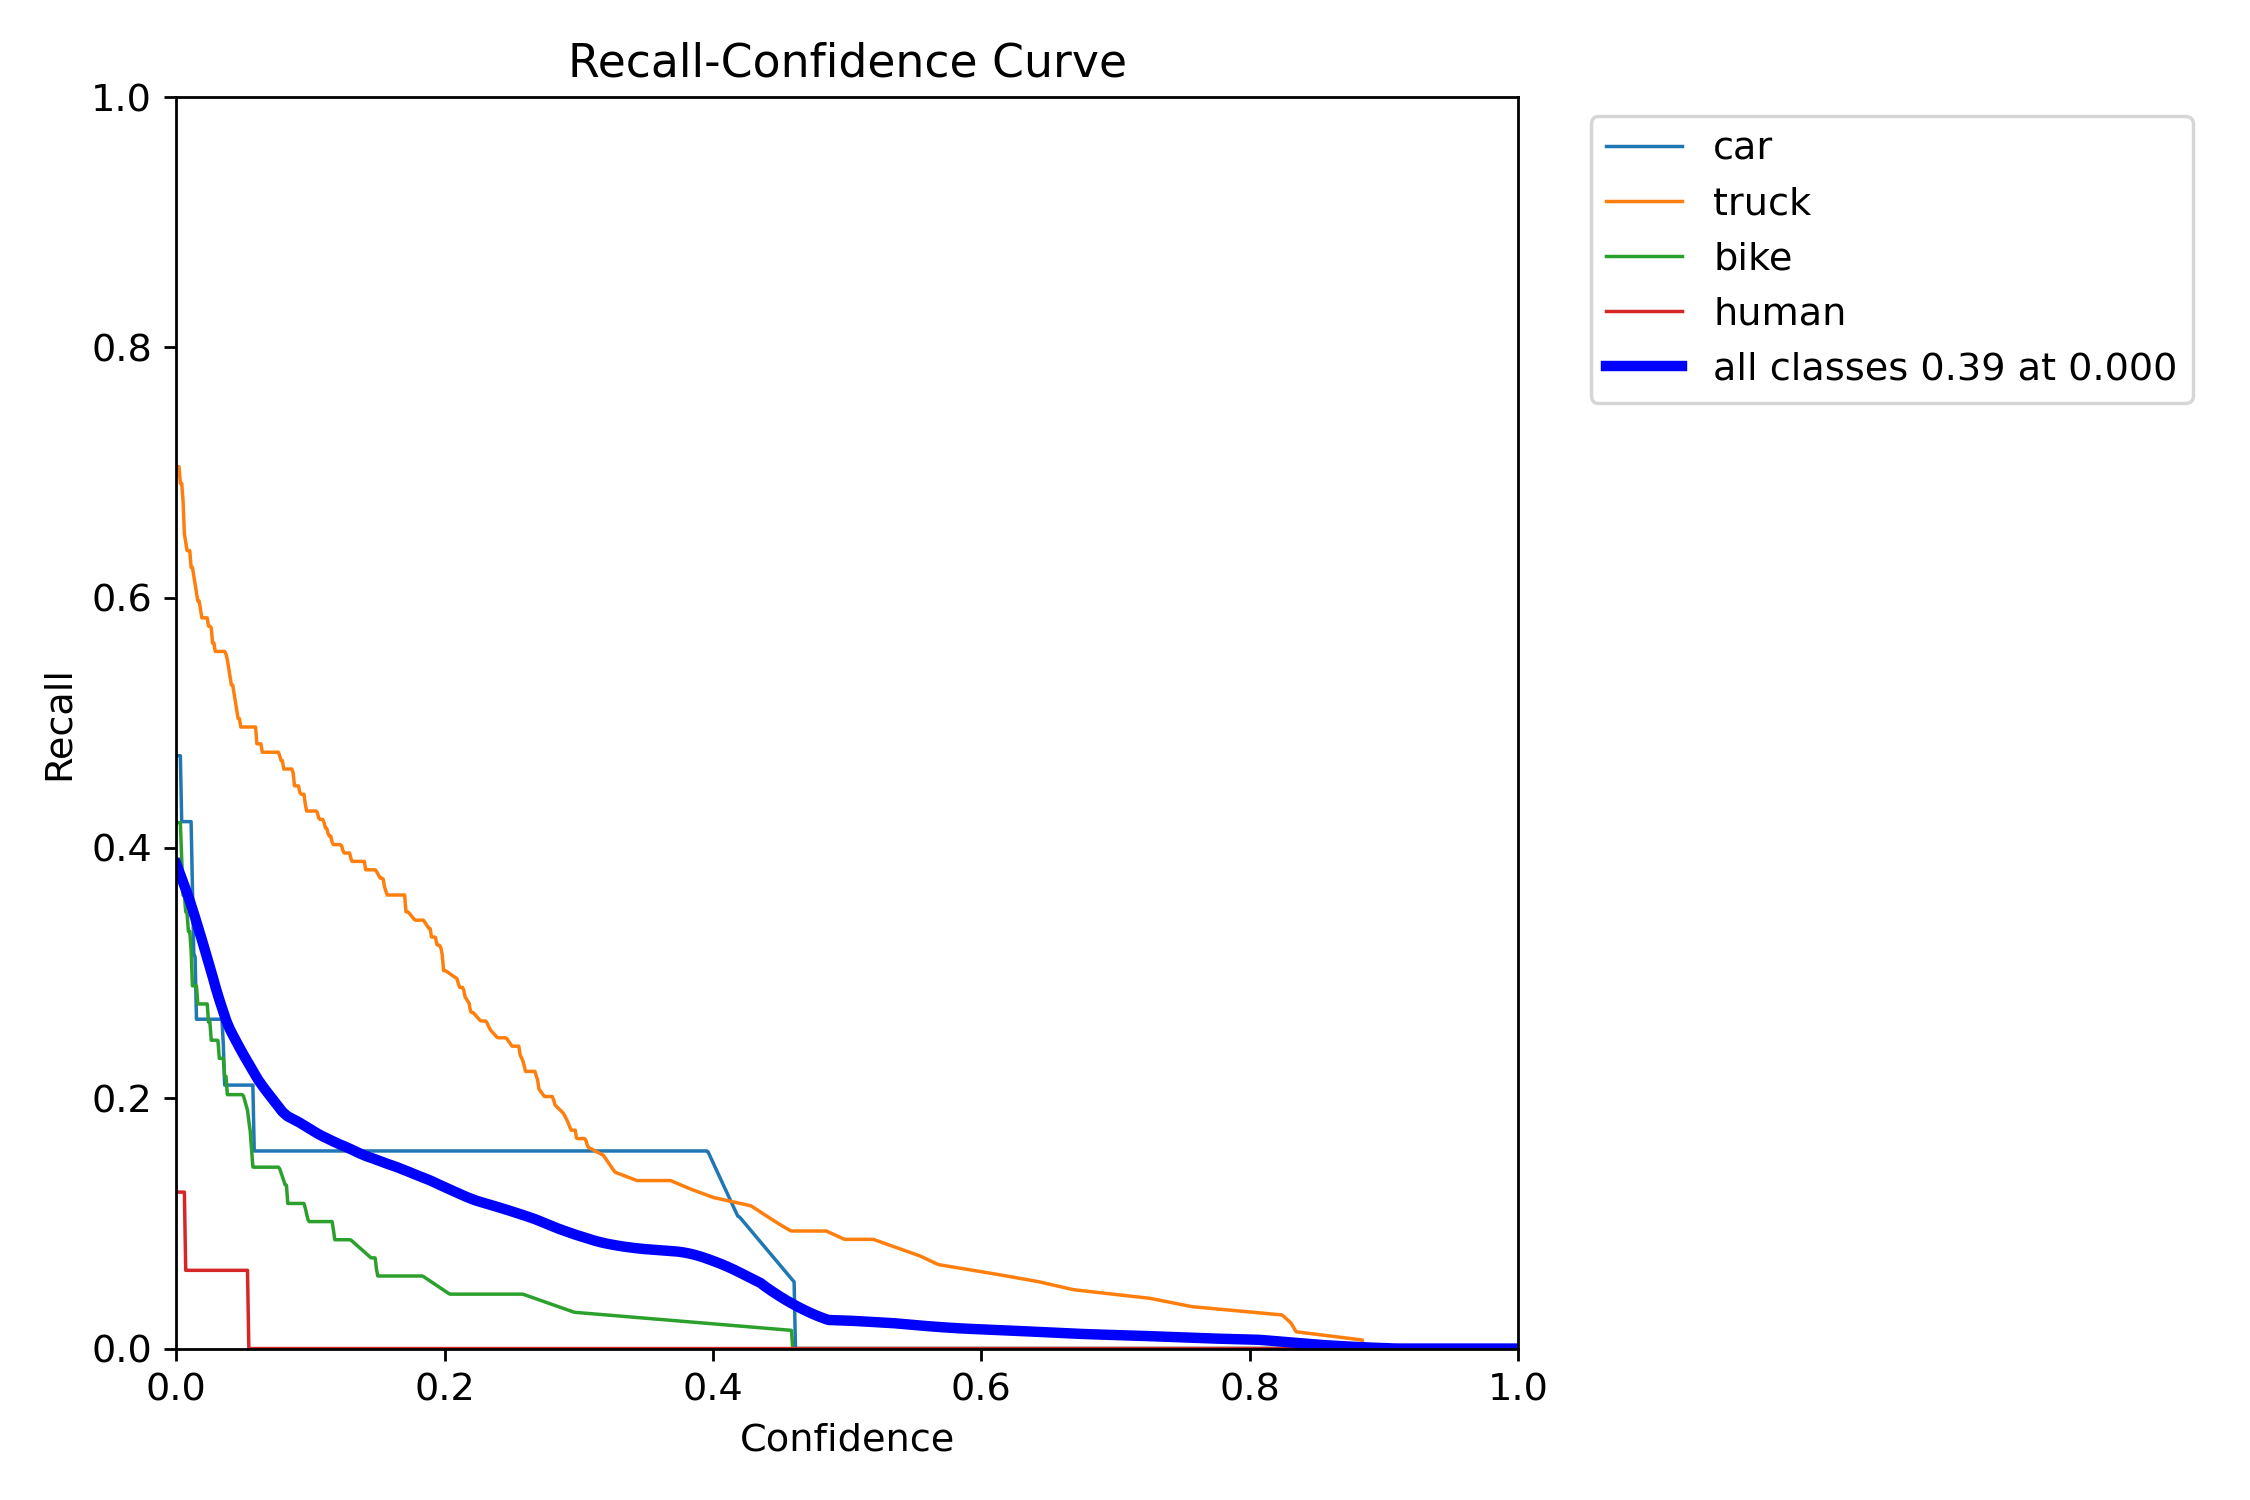 Recall-Confidence Curve
1.0
0.8
0.6
0.4
0.2
0.0
Recall
0.0 0.2 0.4 0.6 0.8 1.0
Confidence
car
truck
bike
human
all classes 0.39 at 0.000